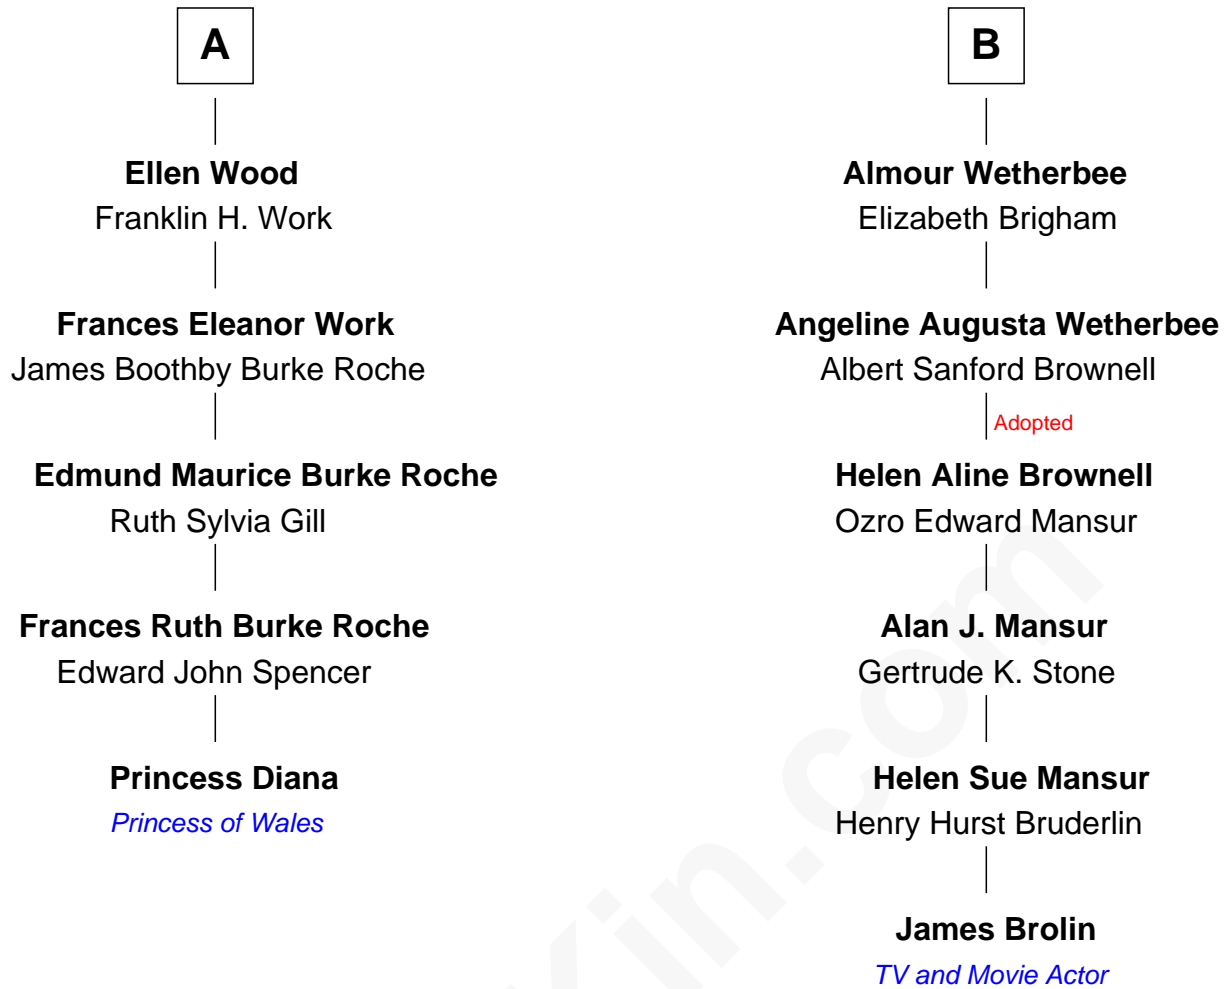 A
Ellen Wood
Franklin H. Work
Frances Eleanor Work
James Boothby Burke Roche
Edmund Maurice Burke Roche
Ruth Sylvia Gill
Frances Ruth Burke Roche
Edward John Spencer
Princess Diana
Princess of Wales
B
Almour Wetherbee
Elizabeth Brigham
Angeline Augusta Wetherbee
Albert Sanford Brownell
Adopted
Helen Aline Brownell
Ozro Edward Mansur
Alan J. Mansur
Gertrude K. Stone
Helen Sue Mansur
Henry Hurst Bruderlin
James Brolin
TV and Movie Actor
Kin.com